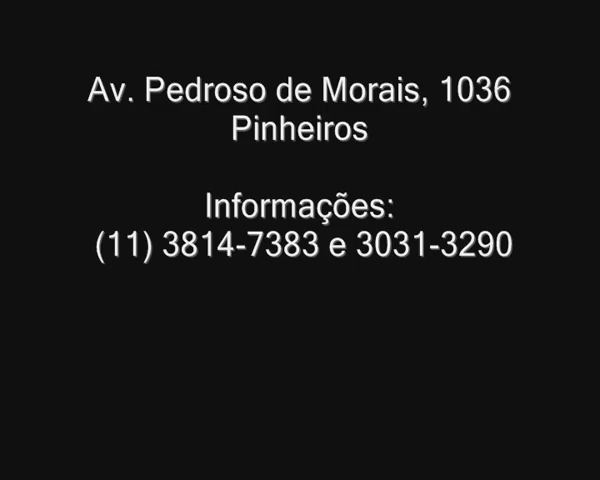 Av. Pedroso de Morais, 1036
Pinheiros
Informações:
(11) 3814-7383 e 3031-3290